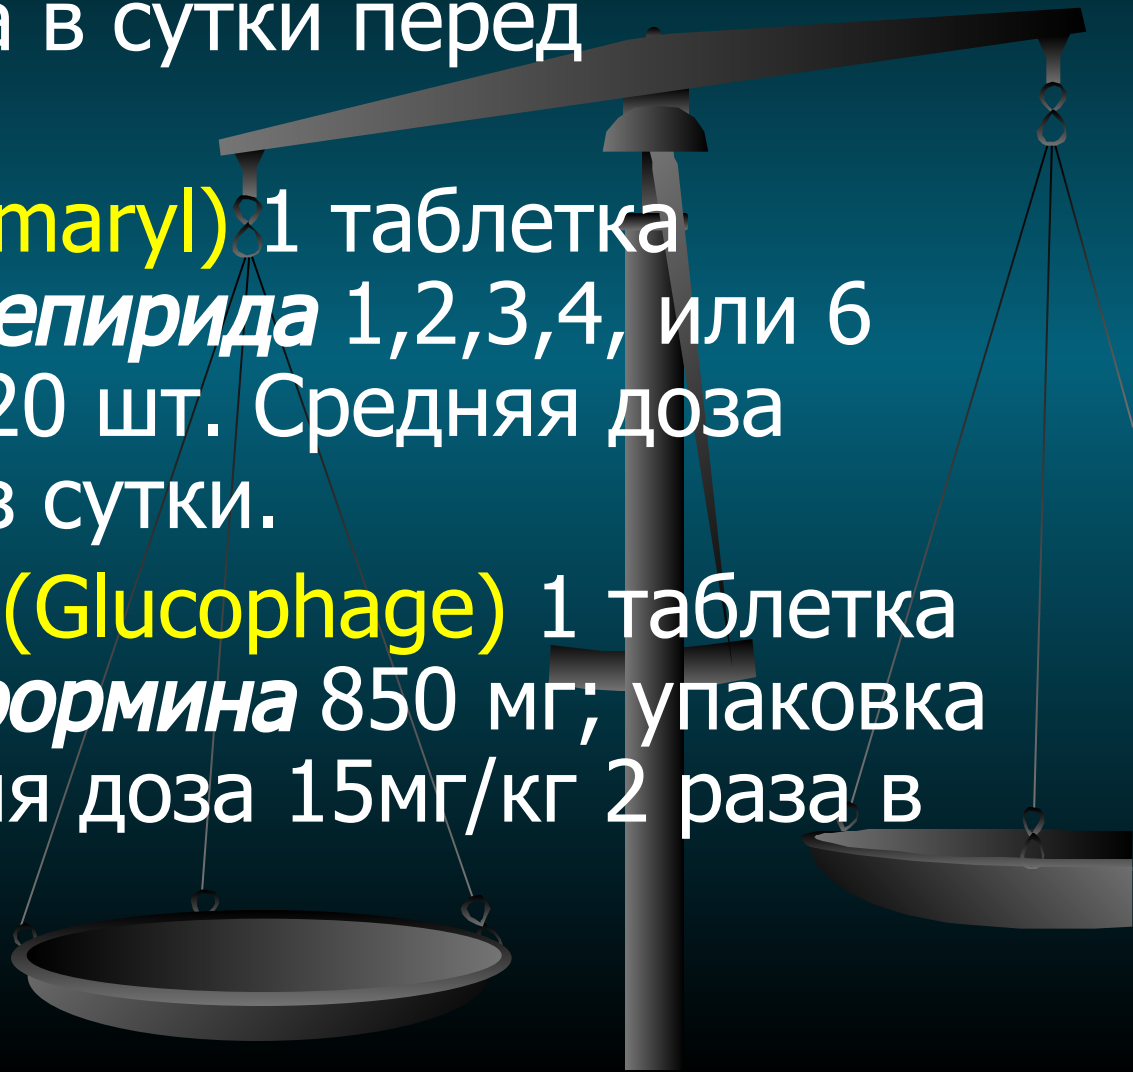 а в сутки перед
maryl) 1 таблетка
епирида 1,2,3,4, или 6
20 шт. Средняя доза
в сутки.
(Glucophage) 1 таблетка
формина 850 мг; упаковка
ия доза 15мг/кг 2 раза в